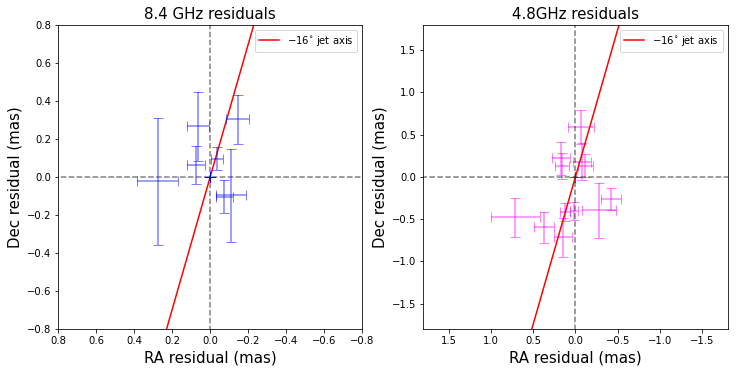 8.4 GHz residuals
−16° jet axis
Dec residual (mas)
0.8
0.6
0.4
0.2
0.0
−0.2
−0.4
−0.6
−0.8
0.8 0.6 0.4 0.2 0.0 −0.2 −0.4 −0.6 −0.8
RA residual (mas)
4.8GHz residuals
−16° jet axis
Dec residual (mas)
1.5
1.0
0.5
0.0
−0.5
−1.0
−1.5
1.5 1.0 0.5 0.0 −0.5 −1.0 −1.5
RA residual (mas)